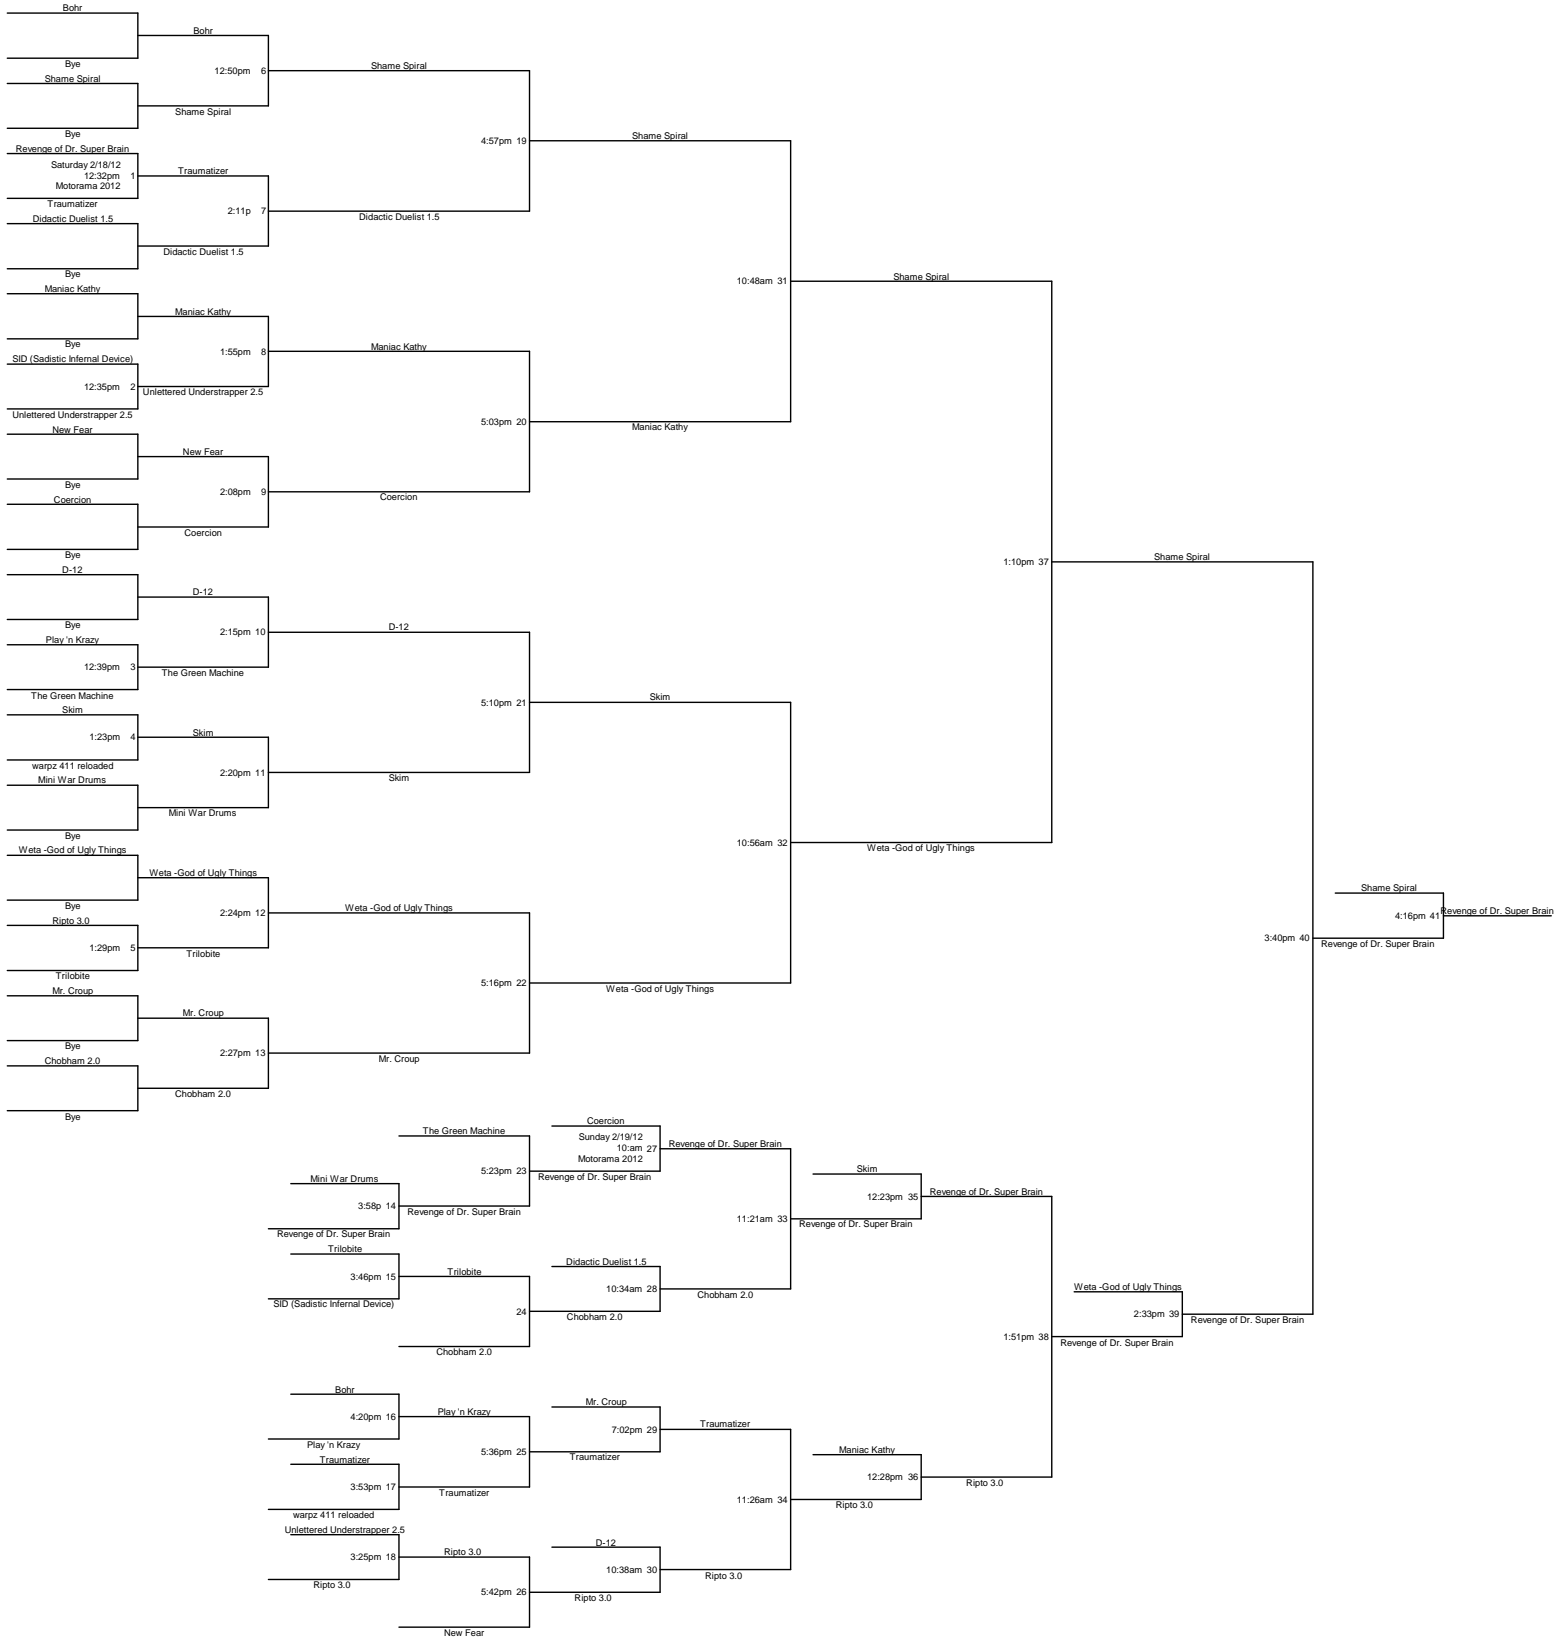 Bohr
Bye
Shame Spiral
Bye
Revenge of Dr. Super Brain
Saturday 2/18/12
12:32pm 1
Motorama 2012
Traumatizer
Didactic Duelist 1.5
Bye
Maniac Kathy
Bye
SID (Sadistic Infernal Device)
12:35pm 2
Unlettered Understrapper 2.5
New Fear
Bye
Coercion
Bye
D-12
Bye
Play 'n Krazy
12:39pm 3
The Green Machine
Skim
1:23pm 4
warpz 411 reloaded
Mini War Drums
Bye
Weta -God of Ugly Things
Bye
Ripto 3.0
1:29pm 5
Trilobite
Mr. Croup
Bye
Chobham 2.0
Bye
Bohr
12:50pm 6
Shame Spiral
Traumatizer
2:11p 7
Didactic Duelist 1.5
Maniac Kathy
1:55pm 8
Unlettered Understrapper 2.5
New Fear
2:08pm 9
Coercion
D-12
2:15pm 10
The Green Machine
Skim
2:20pm 11
Mini War Drums
Weta -God of Ugly Things
2:24pm 12
Trilobite
Mr. Croup
2:27pm 13
Chobham 2.0
Shame Spiral
4:57pm 19
Didactic Duelist 1.5
Maniac Kathy
5:03pm 20
Coercion
D-12
5:10pm 21
Skim
Weta -God of Ugly Things
5:16pm 22
Mr. Croup
Shame Spiral
10:48am 31
Maniac Kathy
Skim
10:56am 32
Weta -God of Ugly Things
Shame Spiral
1:10pm 37
Weta -God of Ugly Things
Shame Spiral
3:40pm 40
Revenge of Dr. Super Brain
Shame Spiral
4:16pm 41
Revenge of Dr. Super Brain
Revenge of Dr. Super Brain
Mini War Drums
3:58p 14
Revenge of Dr. Super Brain
Trilobite
3:46pm 15
SID (Sadistic Infernal Device)
Bohr
4:20pm 16
Play 'n Krazy
Traumatizer
3:53pm 17
warpz 411 reloaded
Unlettered Understrapper 2.5
3:25pm 18
Ripto 3.0
The Green Machine
5:23pm 23
Revenge of Dr. Super Brain
Trilobite
24
Chobham 2.0
Play 'n Krazy
5:36pm 25
Traumatizer
Ripto 3.0
5:42pm 26
New Fear
Coercion
Sunday 2/19/12
10:am 27
Motorama 2012
Revenge of Dr. Super Brain
Didactic Duelist 1.5
10:34am 28
Chobham 2.0
Mr. Croup
7:02pm 29
Traumatizer
D-12
10:38am 30
Ripto 3.0
Revenge of Dr. Super Brain
11:21am 33
Chobham 2.0
Traumatizer
11:26am 34
Ripto 3.0
Skim
12:23pm 35
Revenge of Dr. Super Brain
Maniac Kathy
12:28pm 36
Ripto 3.0
Revenge of Dr. Super Brain
1:51pm 38
Ripto 3.0
Weta -God of Ugly Things
2:33pm 39
Revenge of Dr. Super Brain